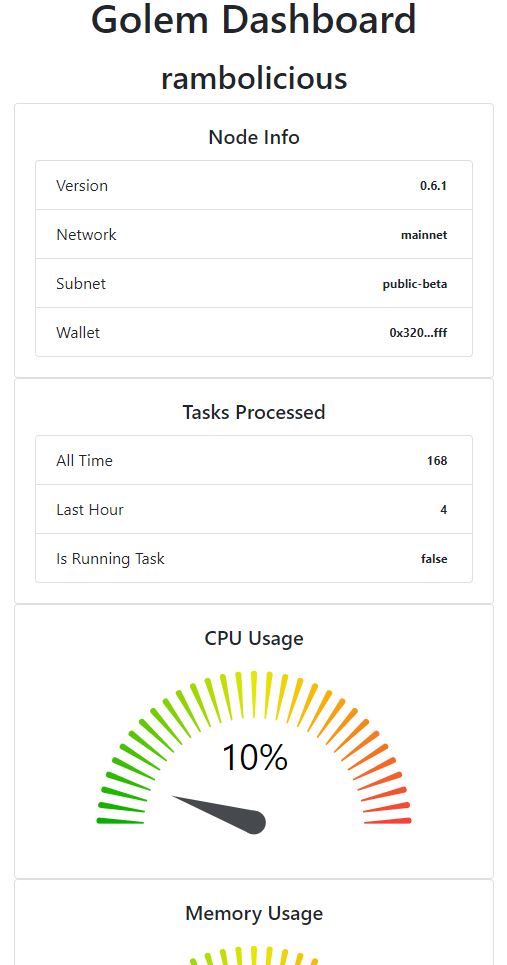 Golem Dashboard
rambolicious
Node Info
Version 0.6.1
Network mainnet
Subnet public-beta
Wallet 0x320...fff
Tasks Processed
All Time 168
Last Hour 4
Is Running Task false
CPU Usage
10%
Memory Usage